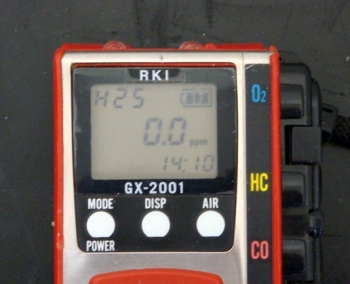 RKI
H2S
0.0 ppm
14:10
GX-2001
MODE DISP AIR
POWER
O2
HC
CO